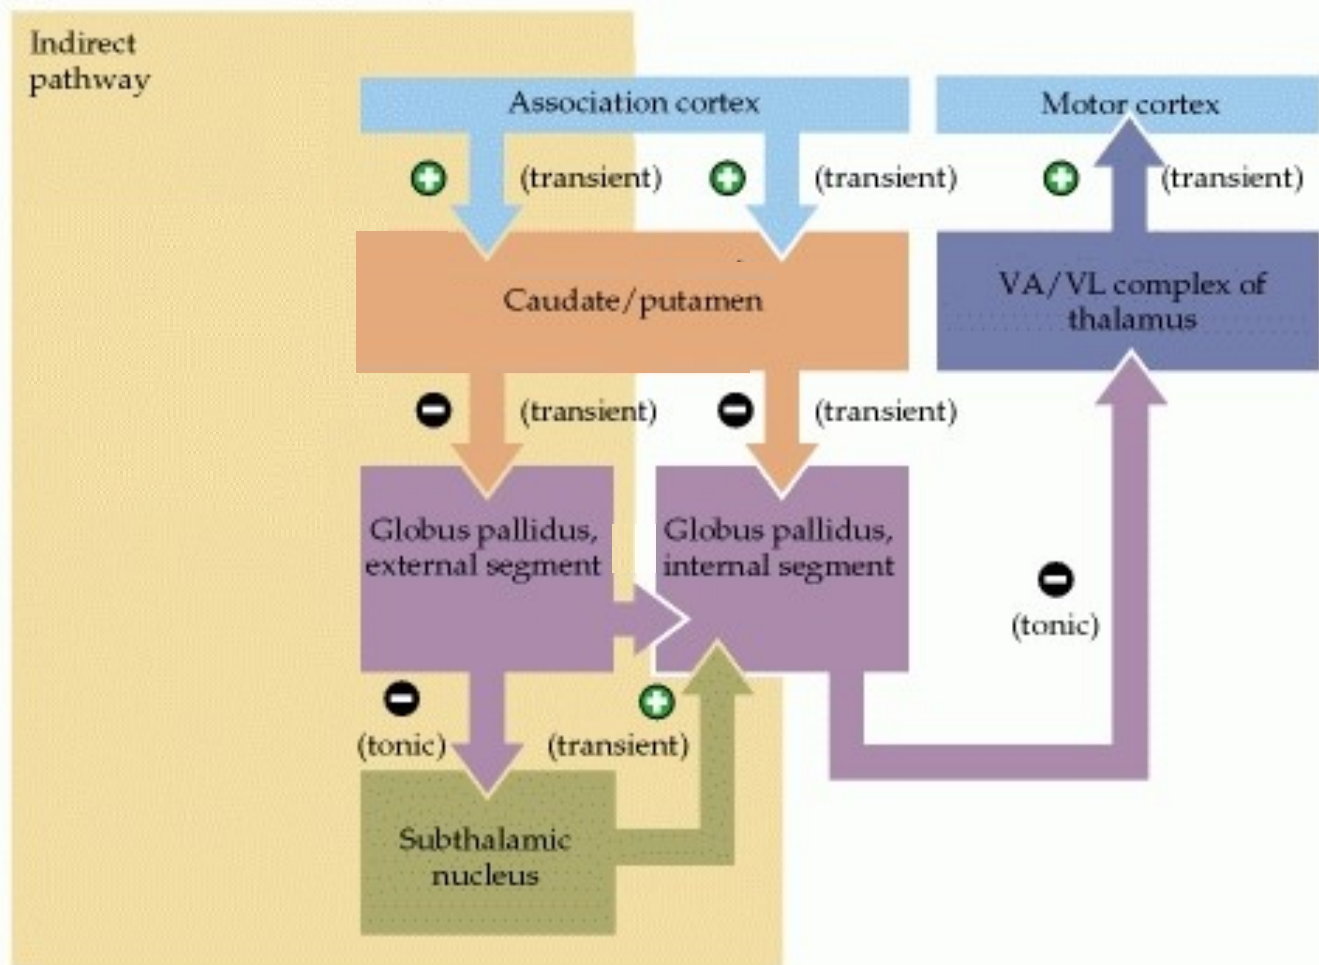 Indirect
pathway
Association cortex
Motor cortex
(transient)
(transient)
(transient)
Caudate/putamen
VA/VL complex of
thalamus
(transient)
(transient)
Globus pallidus,
external segment
Globus pallidus,
internal segment
(tonic)
(tonic)
(transient)
Subthalamic
nucleus